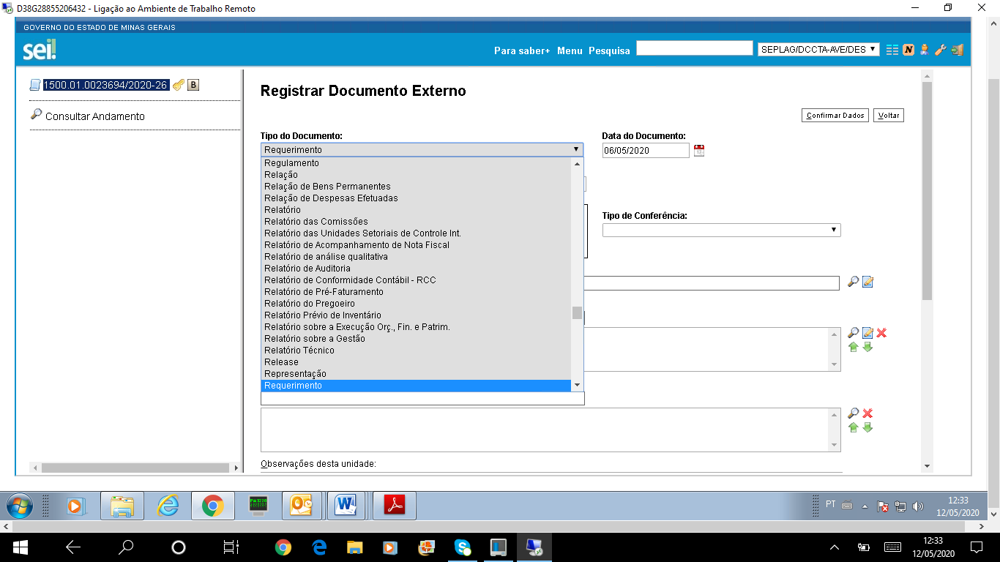 D38G28855206432 - Ligação ao Ambiente de Trabalho Remoto
GOVERNO DO ESTADO DE MINAS GERAIS
sei!
Para saber+ Menu Pesquisa
SEPLAG/DCCTA-AVE/DES
N
1500.01.0023694/2020-26
B
Consultar Andamento
Registrar Documento Externo
Confirmar Dados
Voltar
Tipo do Documento:
Data do Documento:
Requerimento
06/05/2020
Regulamento
Relação
Relação de Bens Permanentes
Relação de Despesas Efetuadas
Relatório
Relatório das Comissões
Relatório das Unidades Setoriais de Controle Int.
Relatório de Acompanhamento de Nota Fiscal
Relatório de análise qualitativa
Relatório de Auditoria
Relatório de Conformidade Contábil - RCC
Relatório de Pré-Faturamento
Relatório do Pregoeiro
Relatório Prévio de Inventário
Relatório sobre a Execução Orç., Fin. e Patrim.
Relatório sobre a Gestão
Relatório Técnico
Release
Representação
Requerimento
Tipo de Conferência:
Observações desta unidade:
PT
12:33
12/05/2020
12:33
12/05/2020